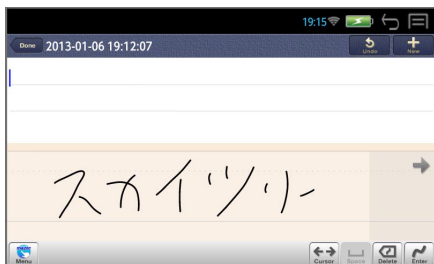 19:15
Done 2013-01-06 19:12:07 Undo New
スカイツリー
Menu Cursor Space Delete Enter